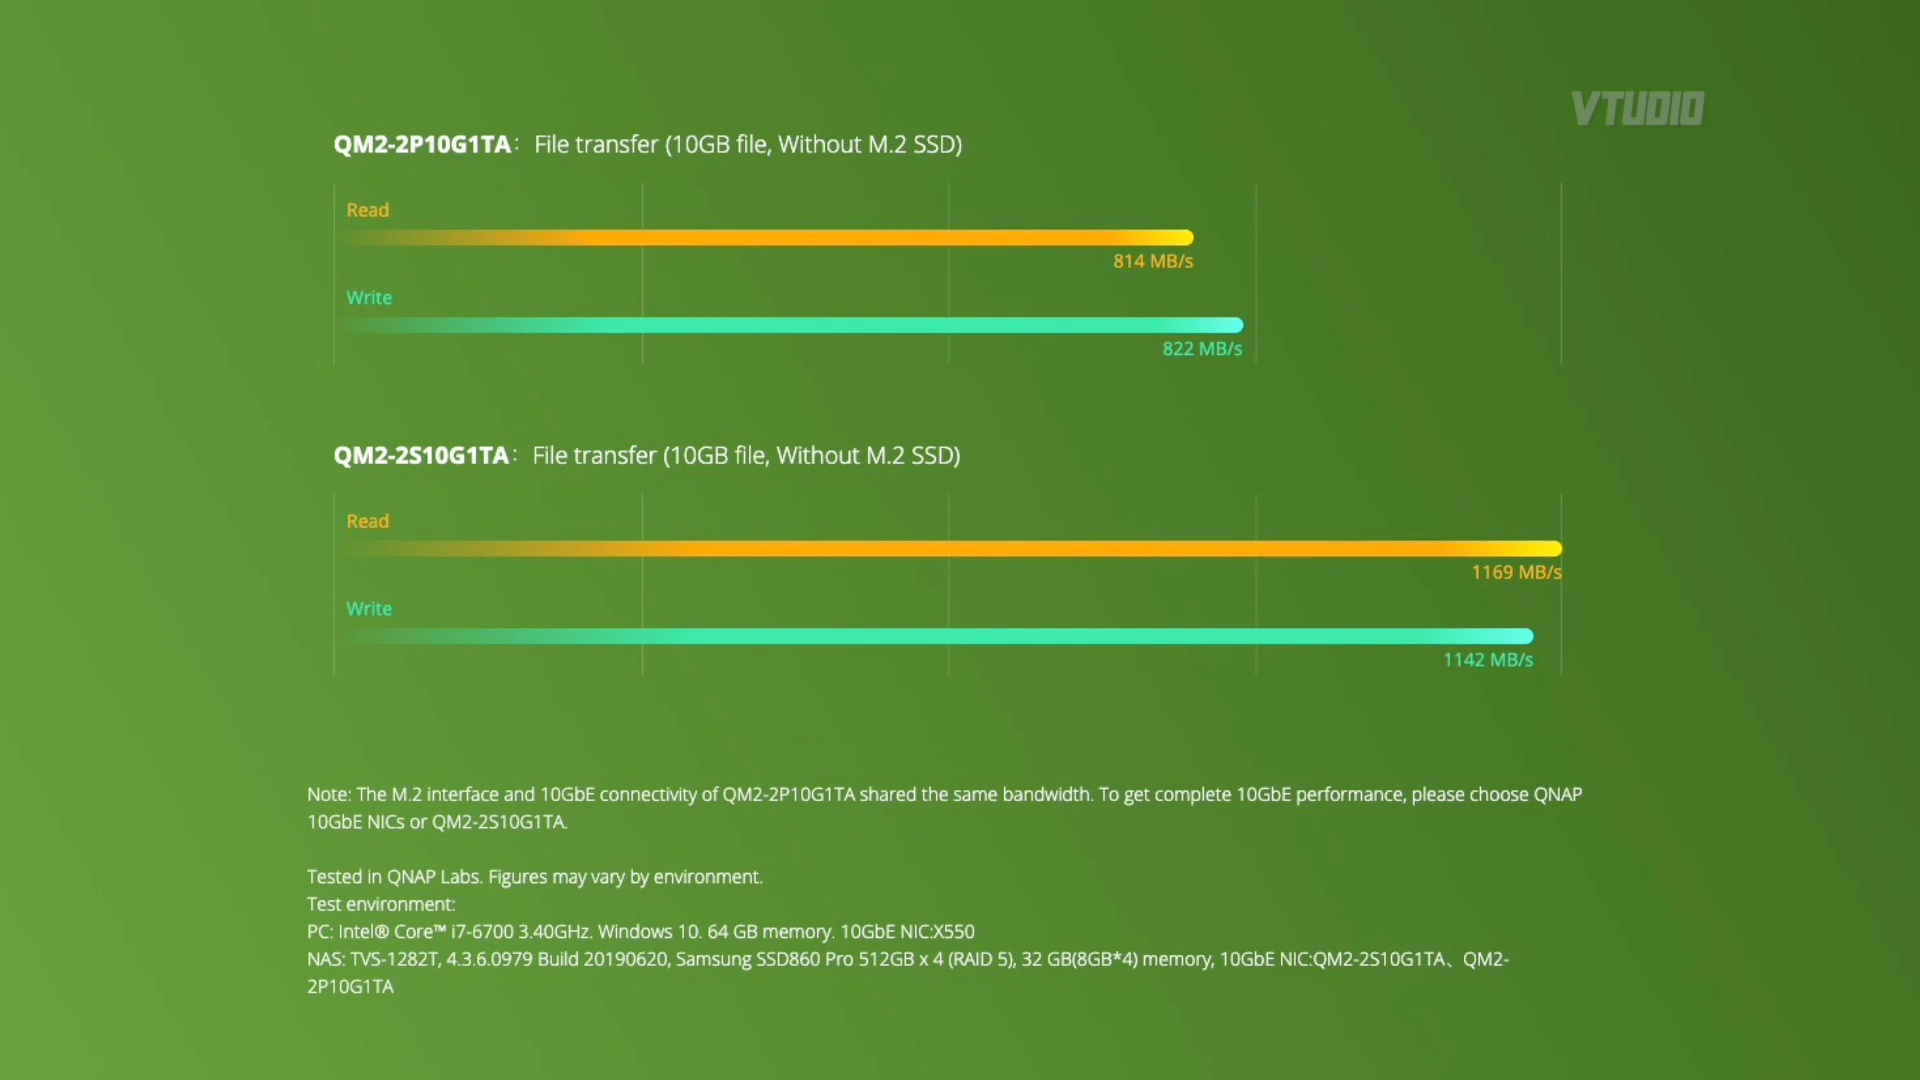 VTUDIO
QM2-2P10G1TA： File transfer (10GB file, Without M.2 SSD)
Read
814 MB/s
Write
822 MB/s
QM2-2S10G1TA： File transfer (10GB file, Without M.2 SSD)
Read
1169 MB/s
Write
1142 MB/s
Note: The M.2 interface and 10GbE connectivity of QM2-2P10G1TA shared the same bandwidth. To get complete 10GbE performance, please choose QNAP
10GbE NICs or QM2-2S10G1TA.
Tested in QNAP Labs. Figures may vary by environment.
Test environment:
PC: Intel® Core™ i7-6700 3.40GHz. Windows 10. 64 GB memory. 10GbE NIC:X550
NAS: TVS-1282T, 4.3.6.0979 Build 20190620, Samsung SSD860 Pro 512GB x 4 (RAID 5), 32 GB(8GB*4) memory, 10GbE NIC:QM2-2S10G1TA、QM2-
2P10G1TA